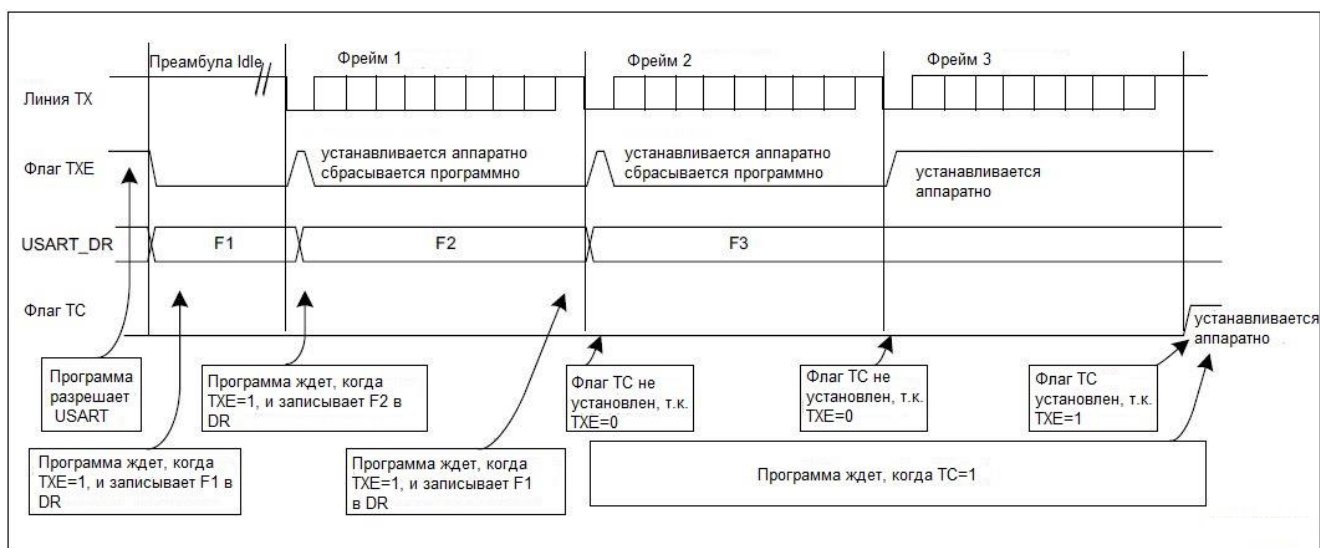 Преамбула Idle
Фрейм 1
Фрейм 2
Фрейм 3
Линия TX
Флаг TXE
устанавливается аппаратно
сбрасывается программно
устанавливается аппаратно
сбрасывается программно
устанавливается
аппаратно
USART_DR
F1
F2
F3
Флаг TC
устанавливается
аппаратно
Программа
разрешает
USART
Программа ждет, когда
TXE=1, и записывает F2 в
DR
Флаг TC не
установлен, т.к.
TXE=0
Флаг TC не
установлен, т.к.
TXE=0
Флаг TC
установлен, т.к.
TXE=1
Программа ждет, когда
TXE=1, и записывает F1 в
DR
Программа ждет, когда
TXE=1, и записывает F1
в DR
Программа ждет, когда TC=1